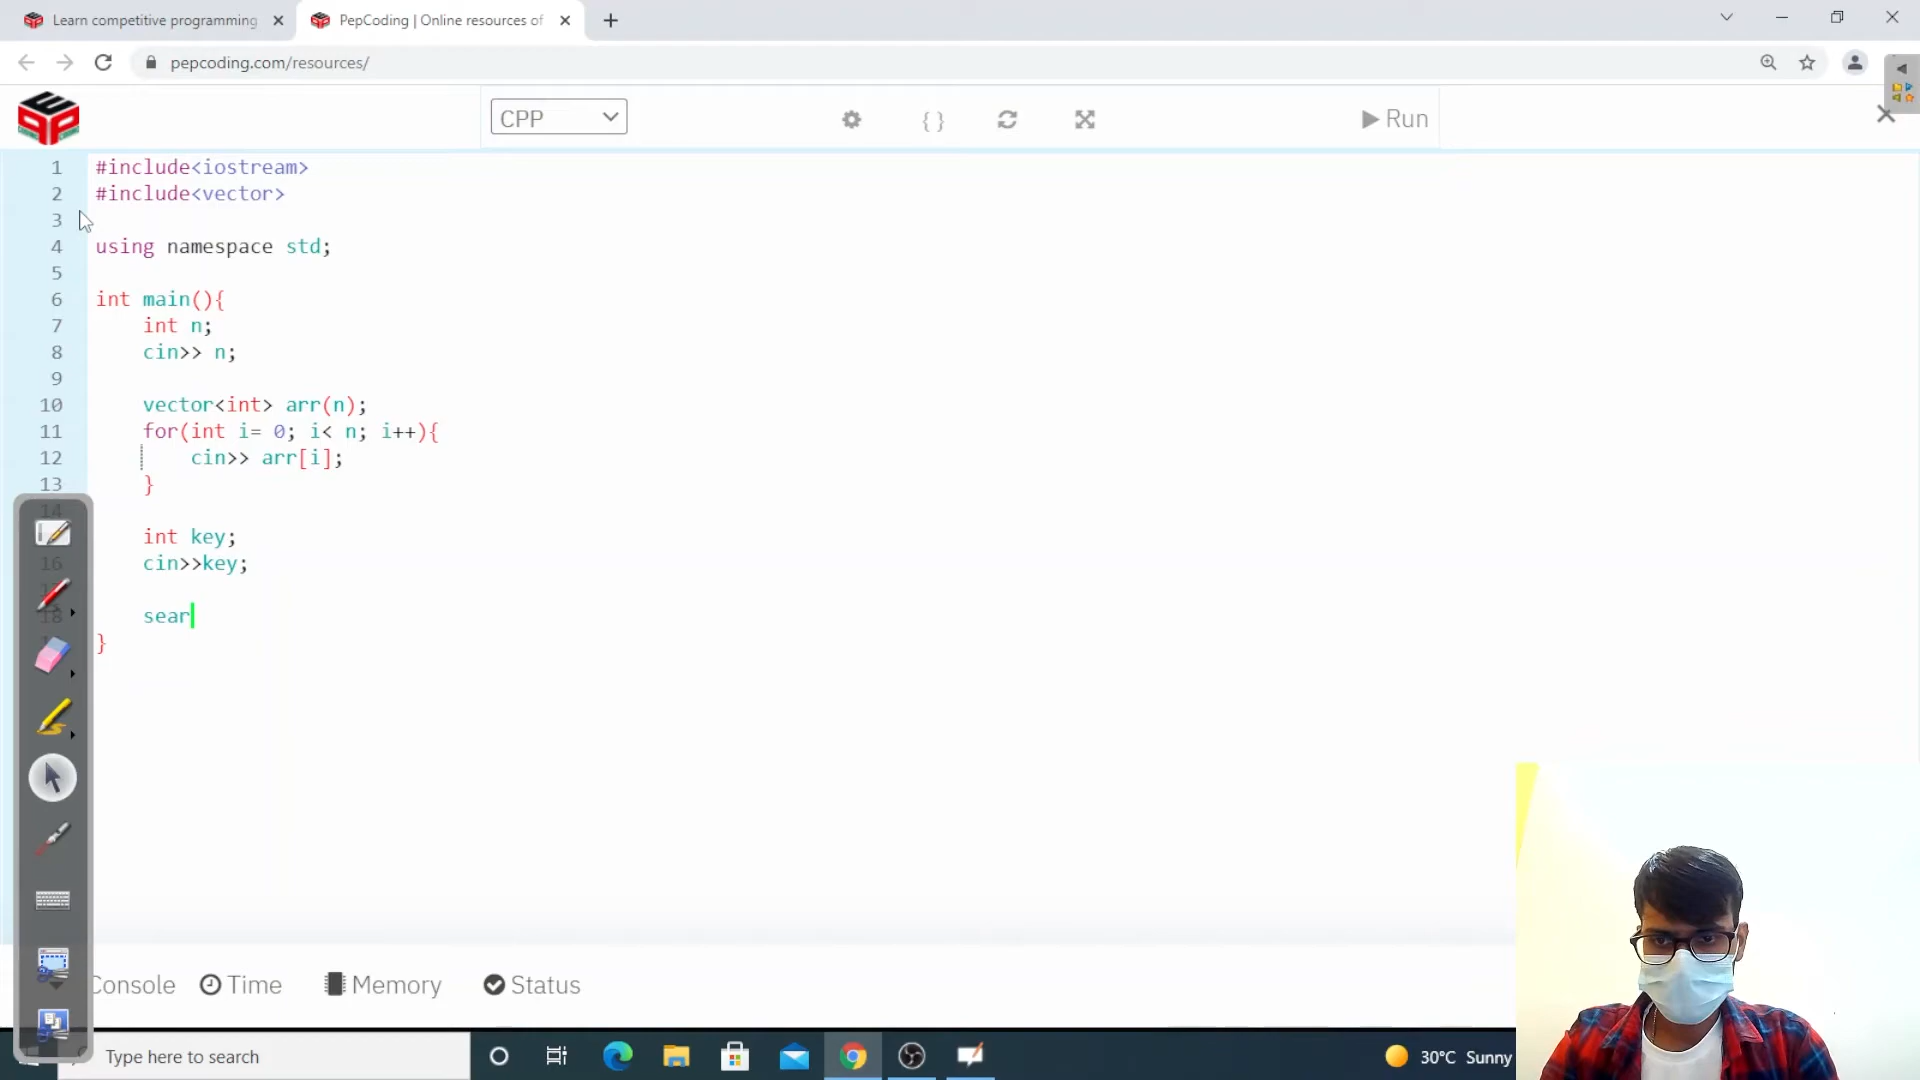 Learn competitive programming
PepCoding | Online resources of
pepcoding.com/resources/
CPP
{ }
Run
1 #include<iostream>
2 #include<vector>
3
4 using namespace std;
5
6 int main(){
7 int n;
8 cin>> n;
9
10 vector<int> arr(n);
11 for(int i= 0; i< n; i++){
12 cin>> arr[i];
13 }
14
int key;
16 cin>>key;
18 sear
}
Console Time Memory Status
Type here to search
30°C Sunny